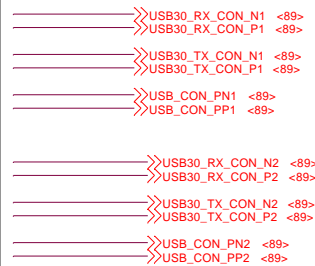 USB30_RX_CON_N1 <89>
USB30_RX_CON_P1 <89>
USB30_TX_CON_N1 <89>
USB30_TX_CON_P1 <89>
USB_CON_PN1 <89>
USB_CON_PP1 <89>
USB30_RX_CON_N2 <89>
USB30_RX_CON_P2 <89>
USB30_TX_CON_N2 <89>
USB30_TX_CON_P2 <89>
USB_CON_PN2 <89>
USB_CON_PP2 <89>